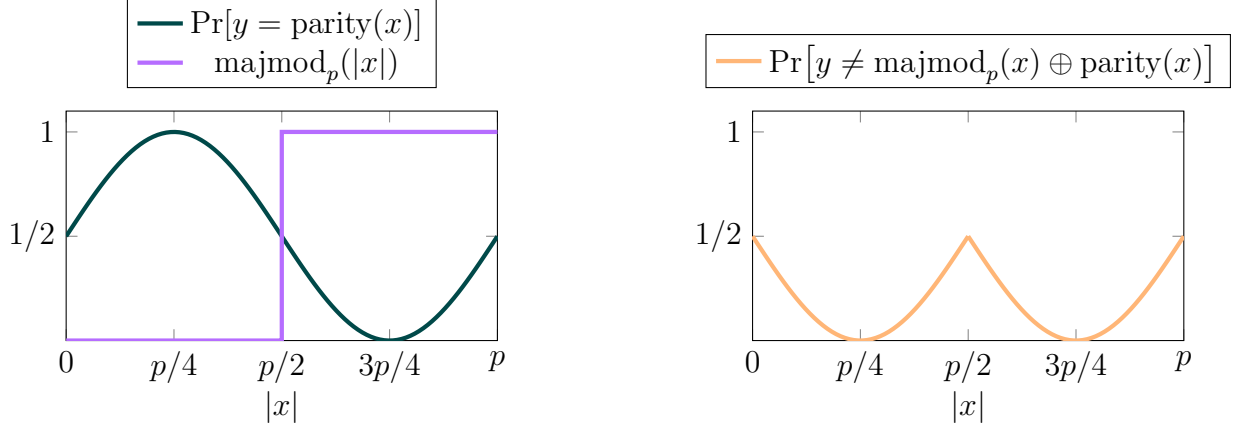 Pr[y = parity(x)]
majmod_p(|x|)
1
1/2
0 p/4 p/2 3p/4 p
|x|
Pr[y ≠ majmod_p(x) ⊕ parity(x)]
1
1/2
0 p/4 p/2 3p/4 p
|x|